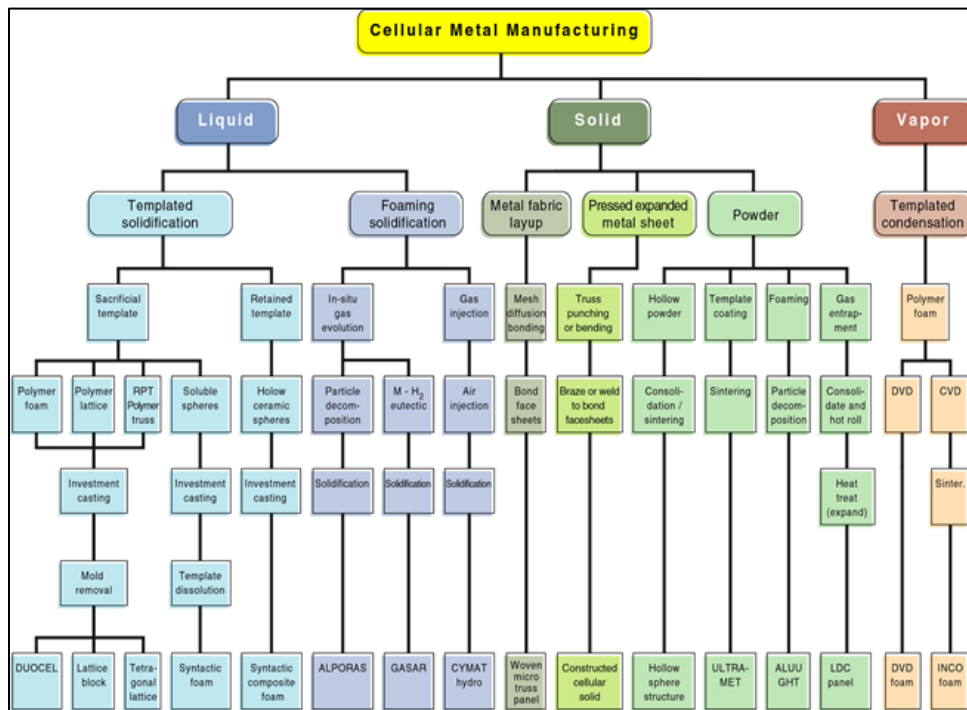 Cellular Metal Manufacturing
Liquid
Solid
Vapor
Templated
solidification
Foaming
solidification
Metal fabric
layup
Pressed expanded
metal sheet
Powder
Templated
condensation
Sacrificial
template
Retained
template
In-situ
gas
evolution
Gas
injection
Mesh
diffusion
bonding
Truss
punching
or bending
Hollow
powder
Template
coating
Foaming
Gas
entrap-
ment
Polymer
foam
Polymer
foam
Polymer
lattice
RPT
Polymer
truss
Soluble
spheres
Holow
ceramic
spheres
Particle
decom-
position
M - H₂
eutectic
Air
injection
Bond
face
sheets
Braze or weld
to bond
facesheets
Consoli-
dation /
sintering
Sintering
Particle
decom-
position
Consolid-
ate and
hot roll
DVD
CVD
Investment
casting
Investment
casting
Investment
casting
Solidification
Solidification
Solidification
Heat
treat
(expand)
Sinter.
Mold
removal
Template
dissolution
DUOCEL
Lattice
block
Tetra-
gonal
lattice
Syntactic
foam
Syntactic
composite
foam
ALPORAS
GASAR
CYMAT
hydro
Woven
micro
truss
panel
Constructed
cellular
solid
Hollow
sphere
structure
ULTRA-
MET
ALUU
GHT
LDC
panel
DVD
foam
INCO
foam